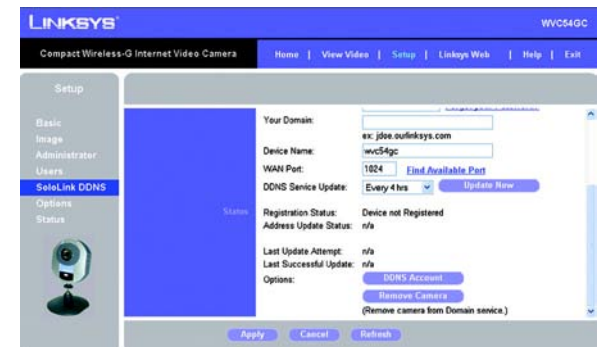 LINKSYS®
WVC54GC
Compact Wireless-G Internet Video Camera
Home | View Video | Setup | Linksys Web | Help | Exit
Setup
Basic
Image
Administrator
Users
SoloLink DDNS
Options
Status
Your Domain:
ex: jdoe.ourlinksys.com
Device Name: wvc54gc
WAN Port: 1024 Find Available Port
DDNS Service Update: Every 4 hrs Update Now
Status
Registration Status: Device not Registered
Address Update Status: n/a
Last Update Attempt: n/a
Last Successful Update: n/a
Options: DDNS Account
Remove Camera
(Remove camera from Domain service.)
Apply Cancel Refresh